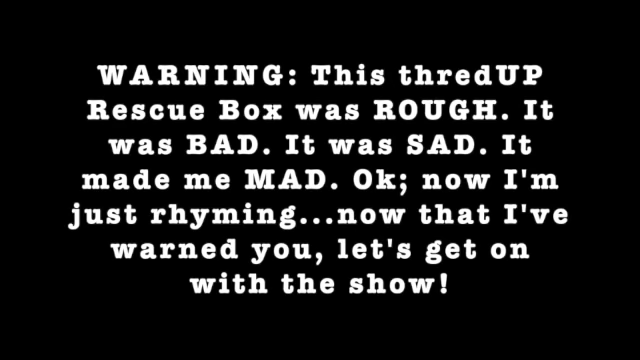 WARNING: This thredUP
Rescue Box was ROUGH. It
was BAD. It was SAD. It
made me MAD. Ok; now I'm
just rhyming...now that I've
warned you, let's get on
with the show!